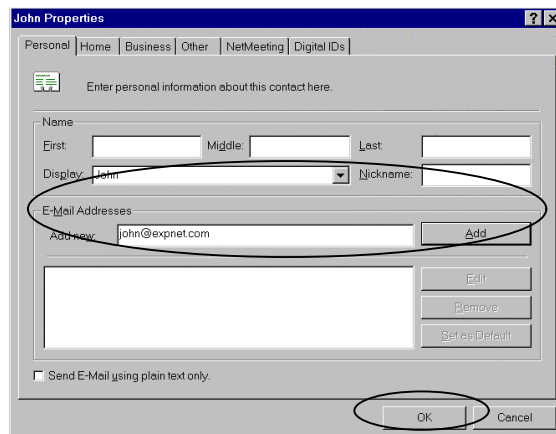 John Properties
Personal Home Business Other NetMeeting Digital IDs
Enter personal information about this contact here.
Name
First: Middle: Last:
Display: John Nickname:
E-Mail Addresses
Add new: john@expnet.com Add
Edit
Remove
Set as Default
Send E-Mail using plain text only.
OK Cancel